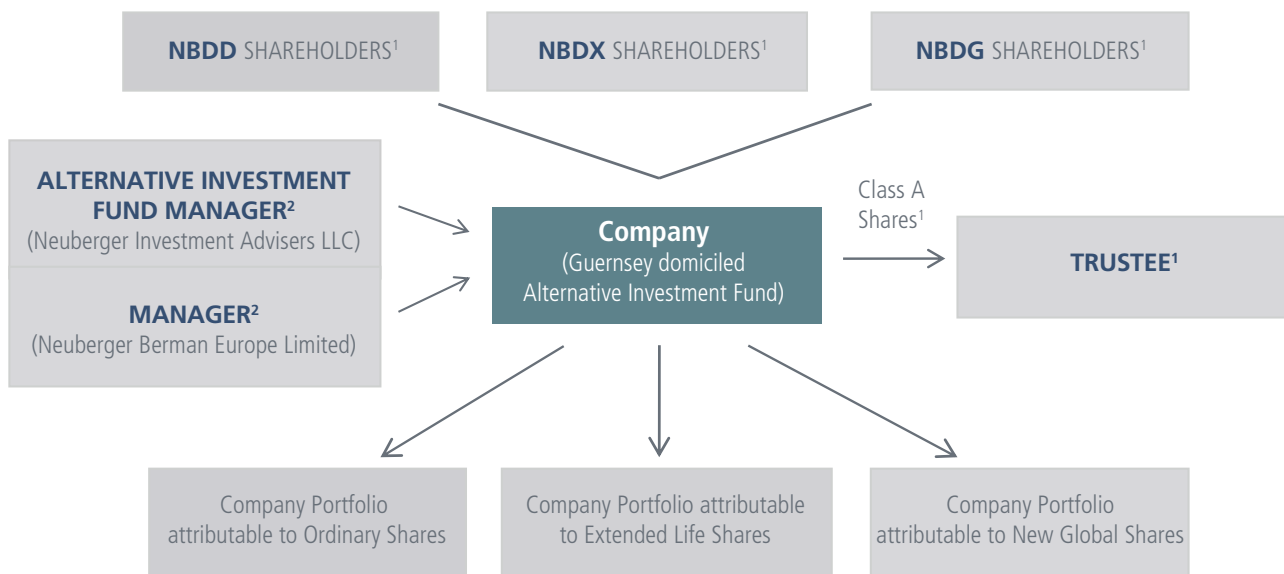 NBDD SHAREHOLDERS¹
NBDX SHAREHOLDERS¹
NBDG SHAREHOLDERS¹
ALTERNATIVE INVESTMENT
FUND MANAGER²
(Neuberger Investment Advisers LLC)
MANAGER²
(Neuberger Berman Europe Limited)
Company
(Guernsey domiciled
Alternative Investment Fund)
Class A
Shares¹
TRUSTEE¹
Company Portfolio
attributable to Ordinary Shares
Company Portfolio attributable
to Extended Life Shares
Company Portfolio
attributable to New Global Shares